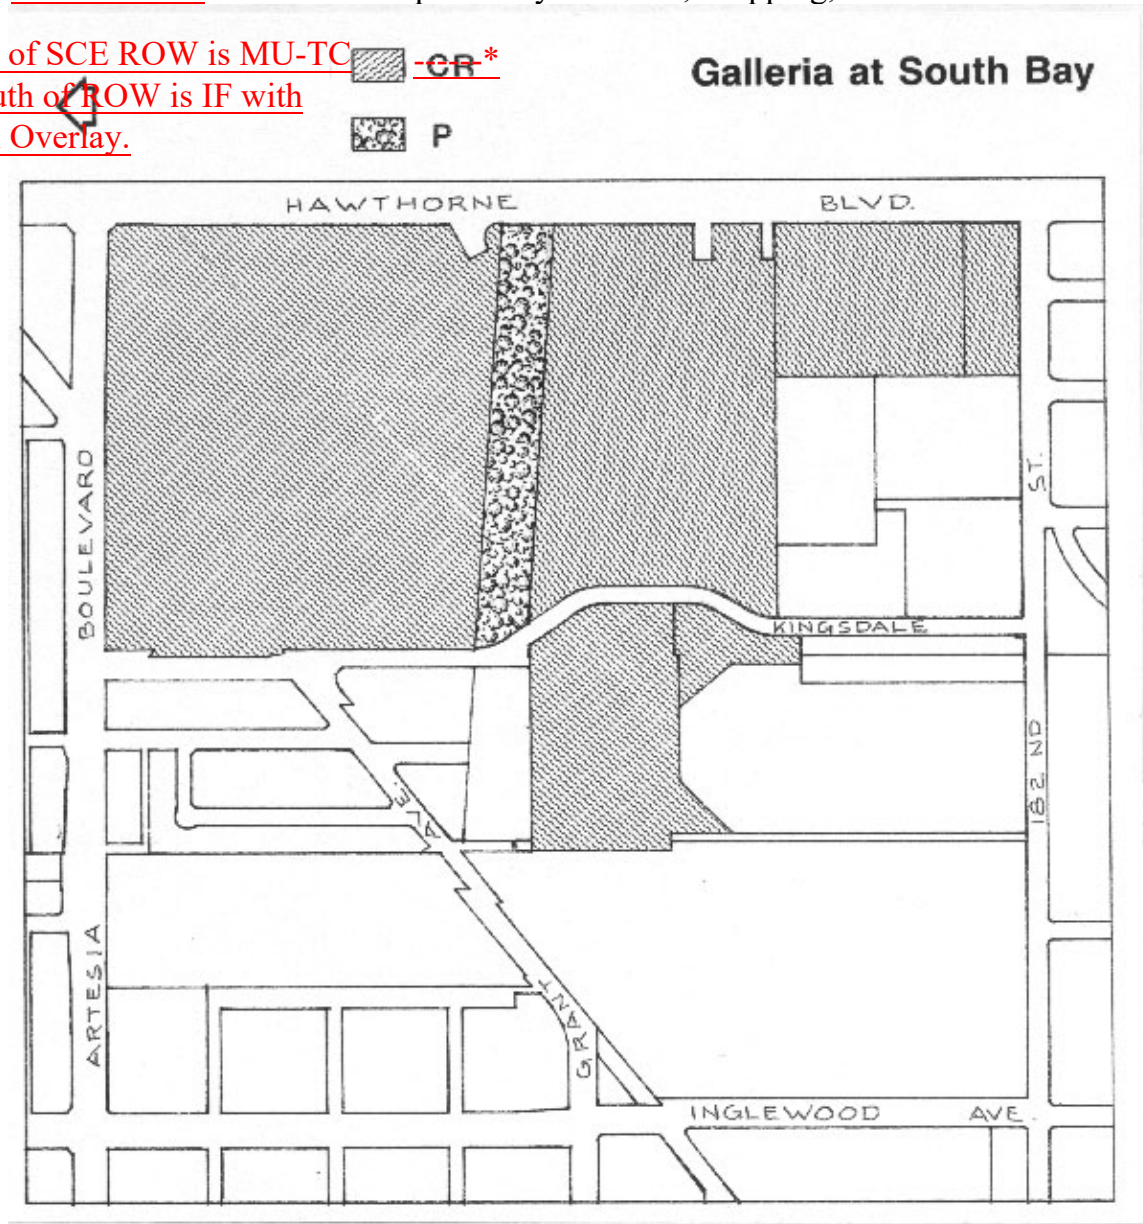 of SCE ROW is MU-TC
CR *
of ROW is IF with
Overlay.
P
Galleria at South Bay
HAWTHORNE BLVD.
BOULEVARD
ST.
KINGSDALE
182 ND
AVE.
ARTESIA
GRANT
INGLEWOOD AVE.